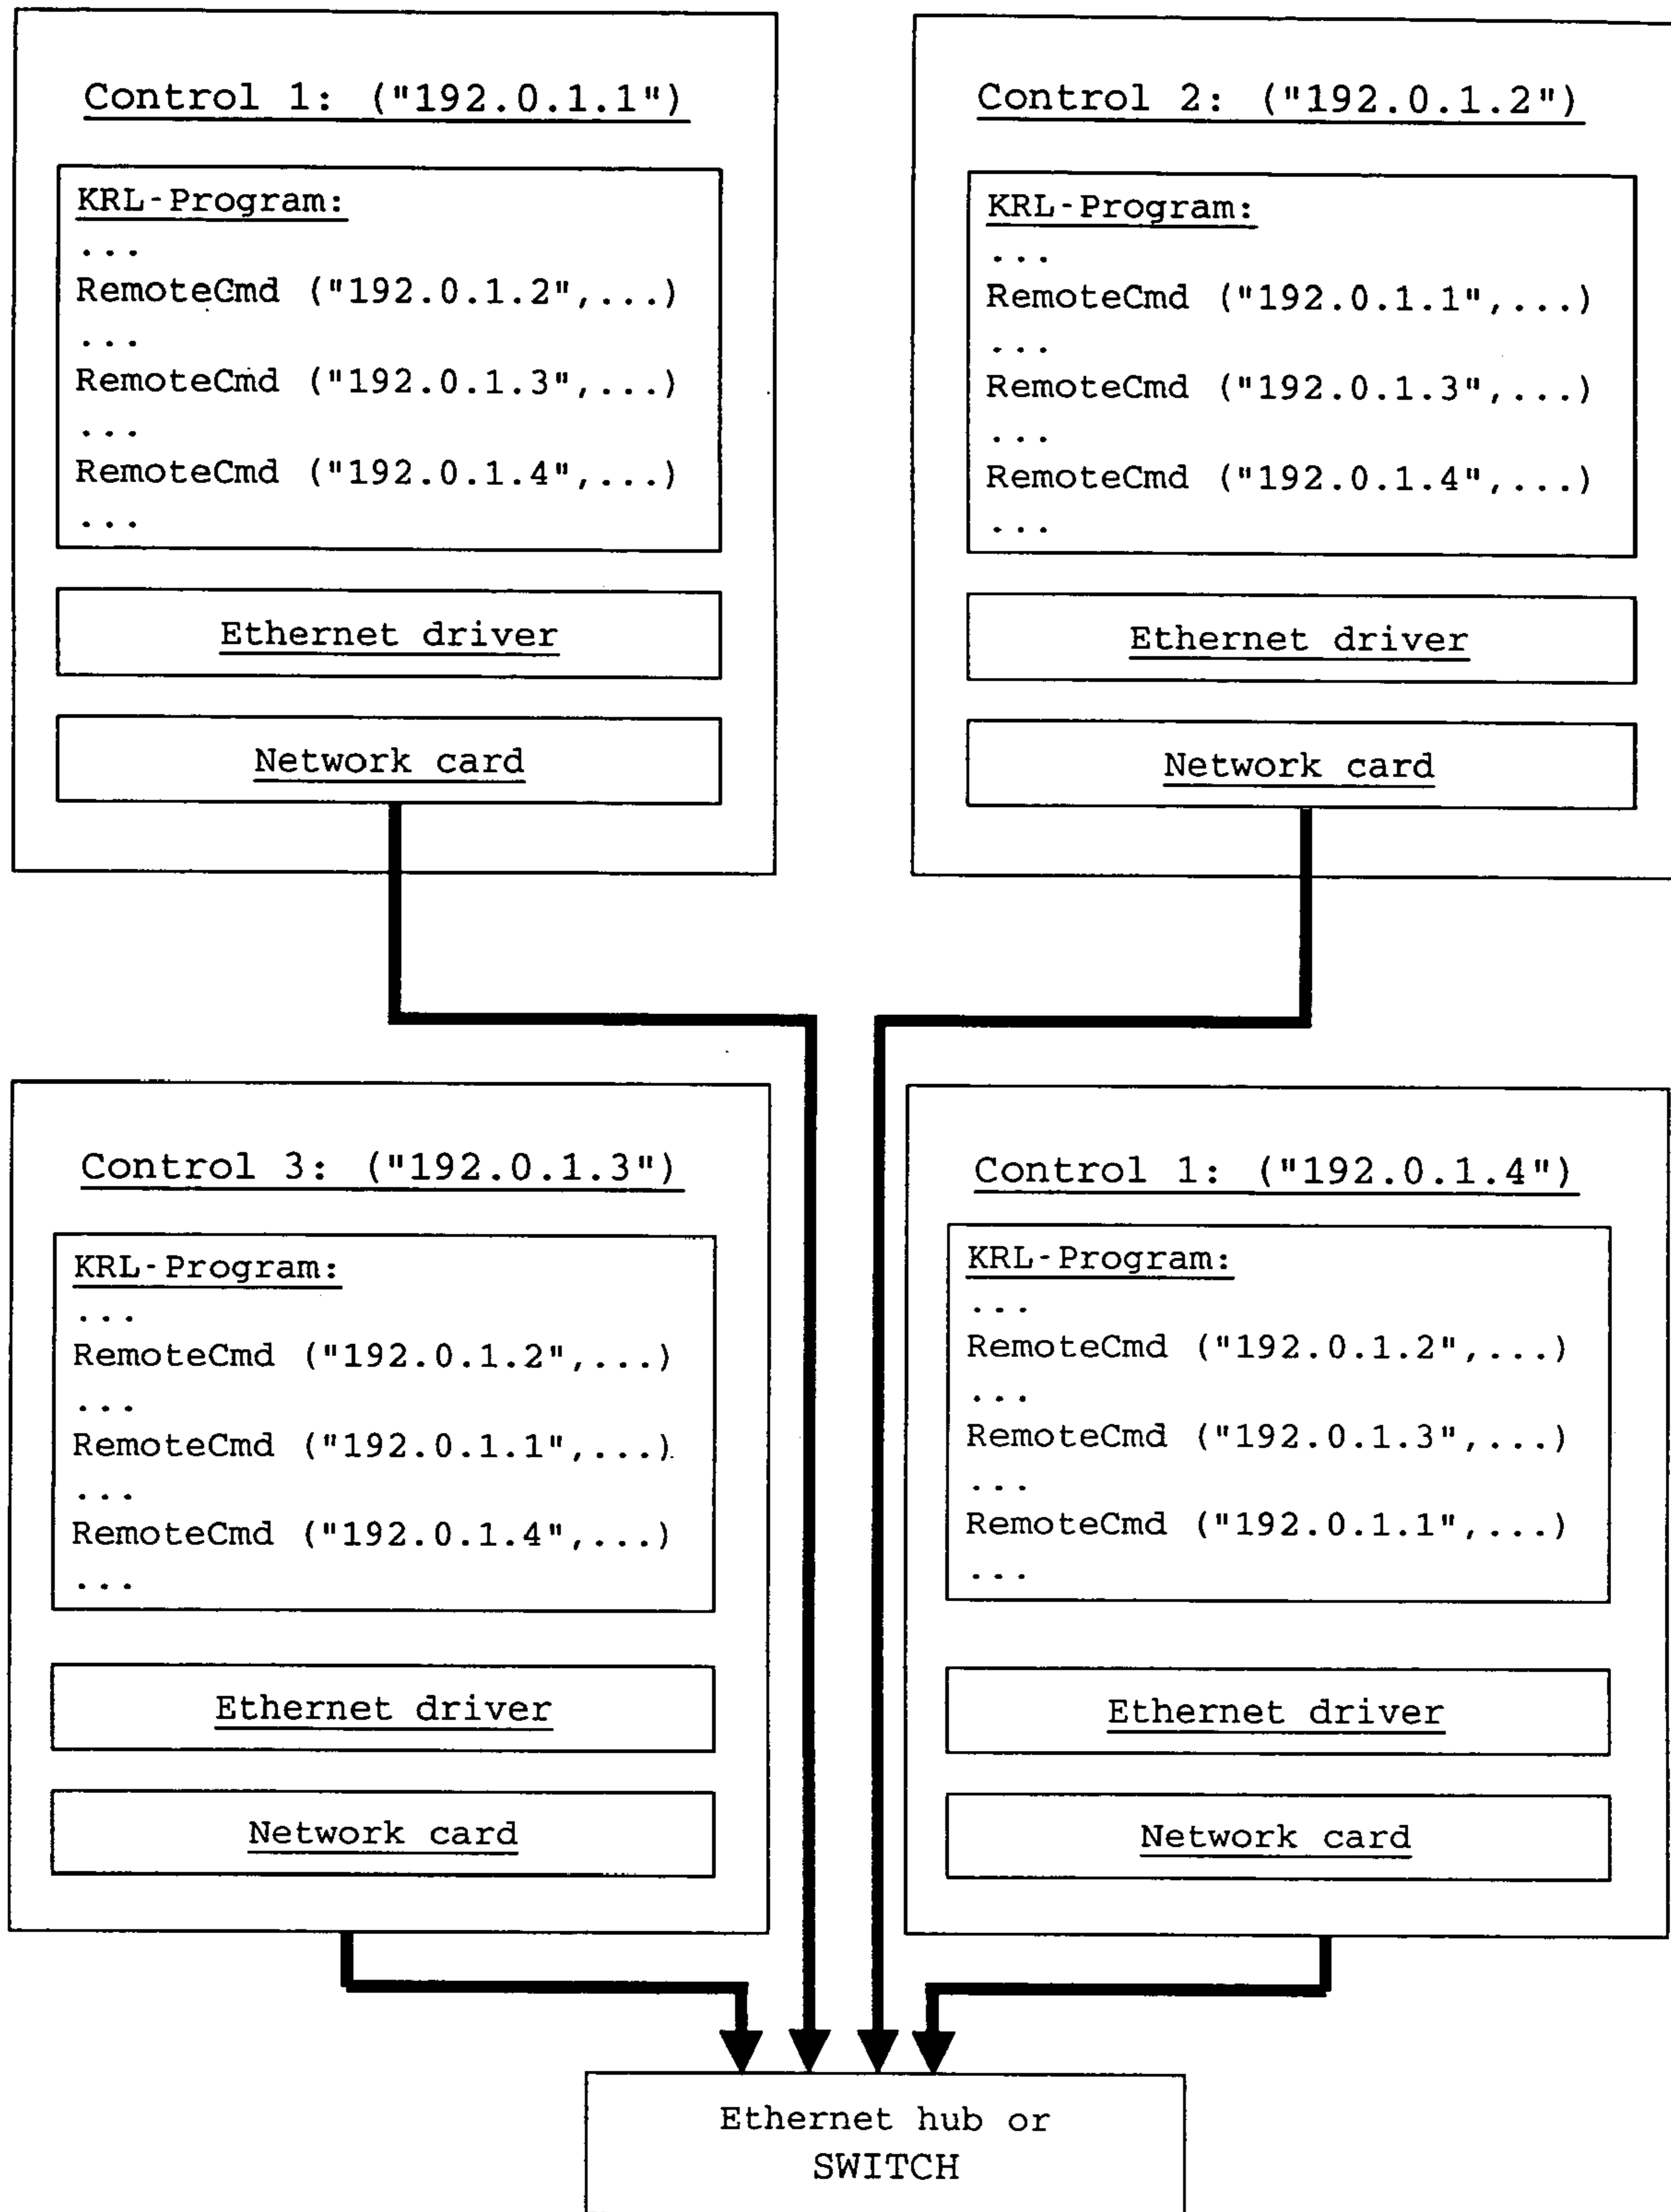 Control 1: ("192.0.1.1")
KRL-Program:
...
RemoteCmd ("192.0.1.2",...)
...
RemoteCmd ("192.0.1.3",...)
...
RemoteCmd ("192.0.1.4",...)
...
Ethernet driver
Network card
Control 2: ("192.0.1.2")
KRL-Program:
...
RemoteCmd ("192.0.1.1",...)
...
RemoteCmd ("192.0.1.3",...)
...
RemoteCmd ("192.0.1.4",...)
...
Ethernet driver
Network card
Control 3: ("192.0.1.3")
KRL-Program:
...
RemoteCmd ("192.0.1.2",...)
...
RemoteCmd ("192.0.1.1",...)
...
RemoteCmd ("192.0.1.4",...)
...
Ethernet driver
Network card
Control 1: ("192.0.1.4")
KRL-Program:
...
RemoteCmd ("192.0.1.2",...)
...
RemoteCmd ("192.0.1.3",...)
...
RemoteCmd ("192.0.1.1",...)
...
Ethernet driver
Network card
Ethernet hub or
SWITCH